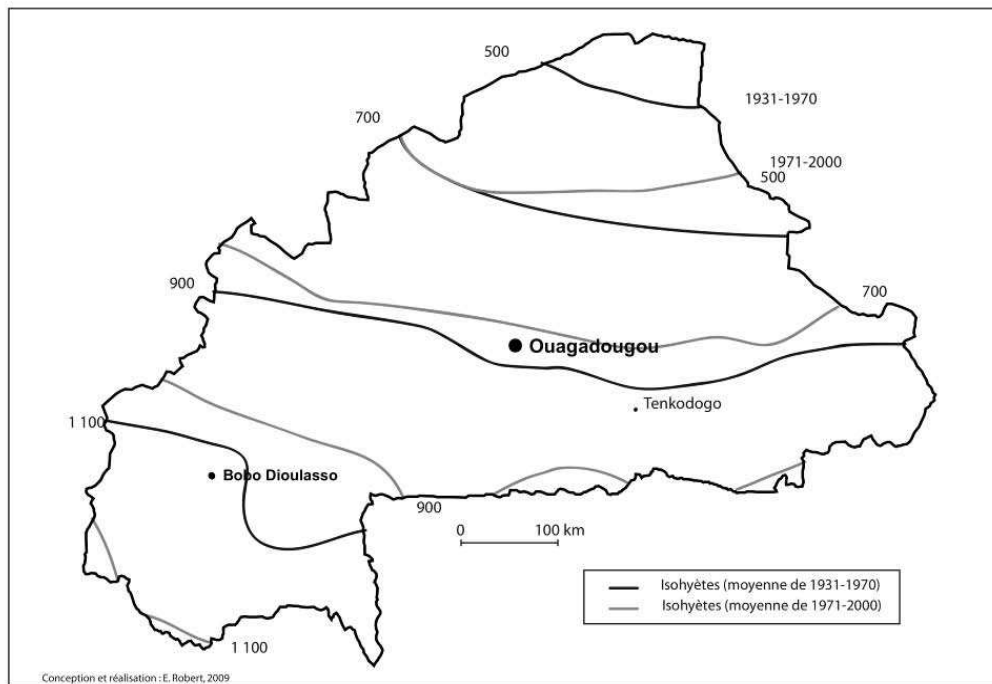 500
1931-1970
700
1971-2000
500
900
700
Ouagadougou
Tenkodogo
1 100
Bobo Dioulasso
900
0 100 km
Isohyètes (moyenne de 1931-1970)
Isohyètes (moyenne de 1971-2000)
1 100
Conception et réalisation : E. Robert, 2009